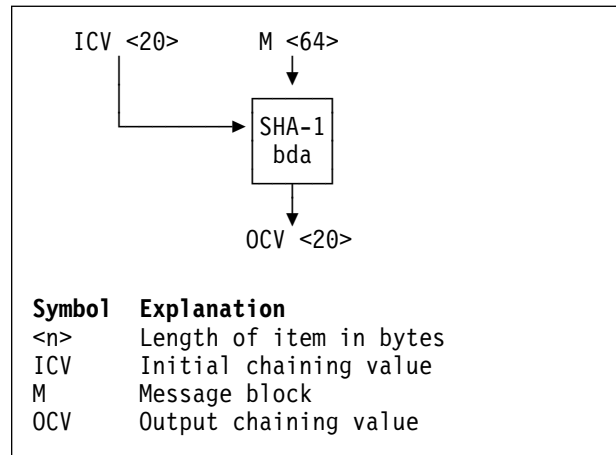 ICV <20> M <64>
SHA-1
bda
OCV <20>
Symbol Explanation
<n> Length of item in bytes
ICV Initial chaining value
M Message block
OCV Output chaining value